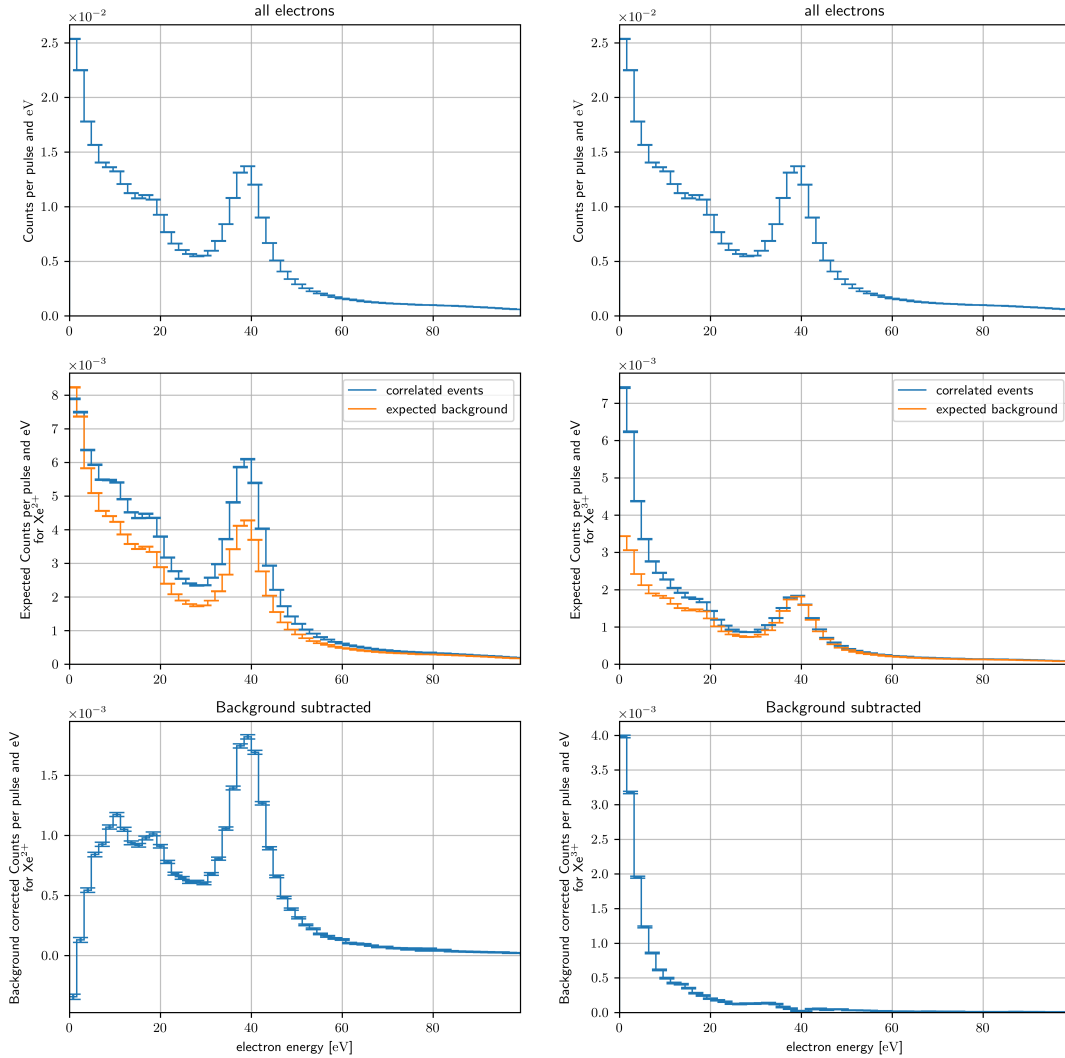 all electrons
×10⁻²
Counts per pulse and eV
2.5
2.0
1.5
1.0
0.5
0.0
0 20 40 60 80
all electrons
×10⁻²
Counts per pulse and eV
2.5
2.0
1.5
1.0
0.5
0.0
0 20 40 60 80
×10⁻³
Expected Counts per pulse and eV
for Xe²⁺
8
7
6
5
4
3
2
1
0
correlated events
expected background
0 20 40 60 80
×10⁻³
Expected Counts per pulse and eV
for Xe³⁺
7
6
5
4
3
2
1
0
correlated events
expected background
0 20 40 60 80
Background subtracted
×10⁻³
Background corrected Counts per pulse and eV
for Xe²⁺
1.5
1.0
0.5
0.0
0 20 40 60 80
electron energy [eV]
Background subtracted
×10⁻³
Background corrected Counts per pulse and eV
for Xe³⁺
4.0
3.5
3.0
2.5
2.0
1.5
1.0
0.5
0.0
0 20 40 60 80
electron energy [eV]